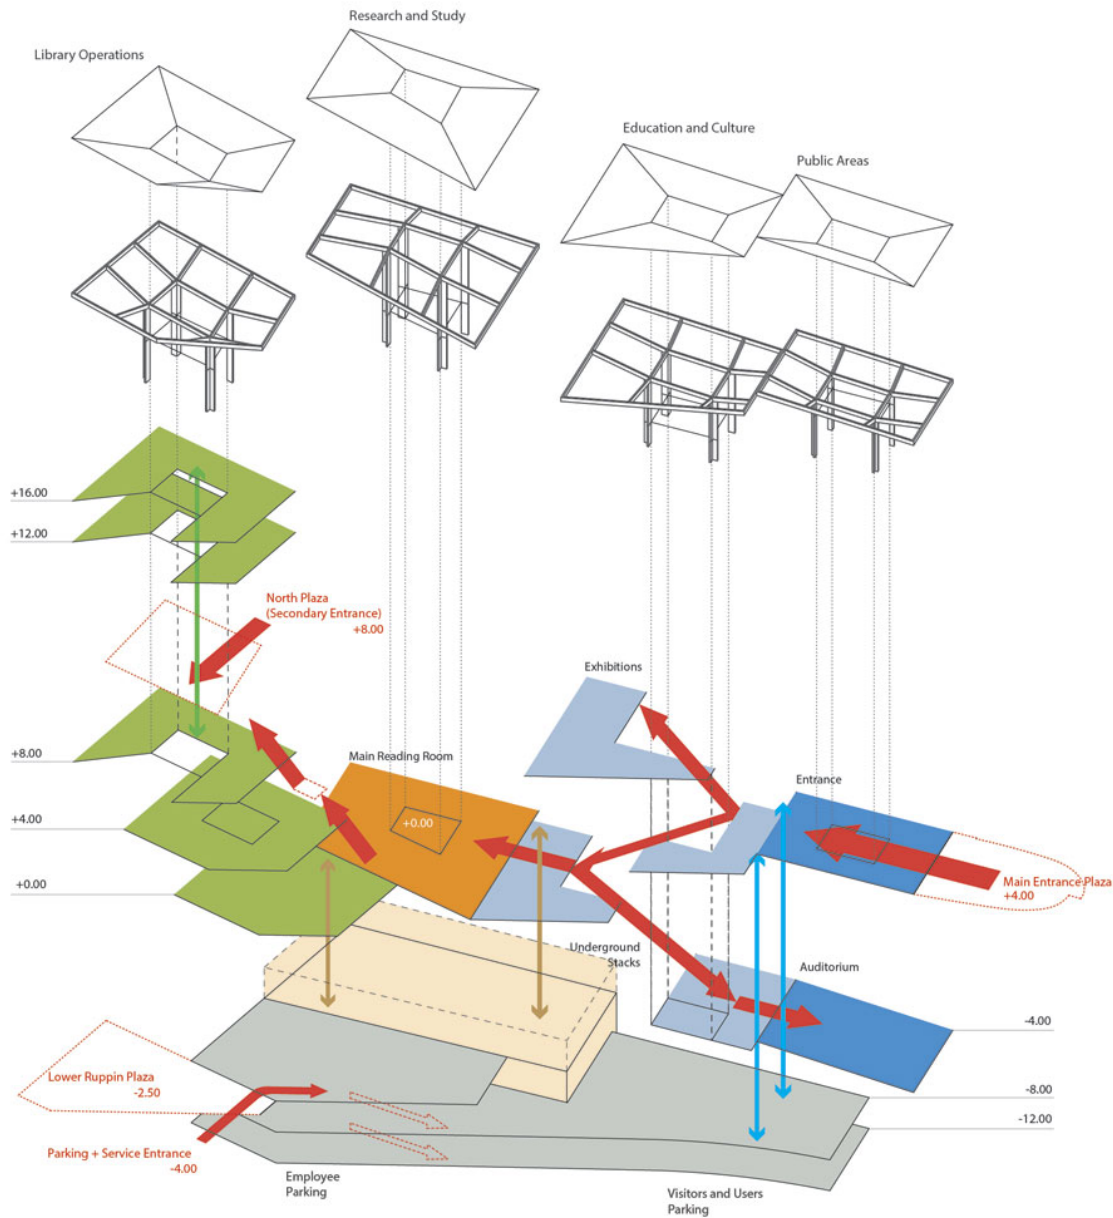 Research and Study
Library Operations
Education and Culture
Public Areas
+16.00
+12.00
North Plaza
(Secondary Entrance)
+8.00
Exhibitions
+8.00
Main Reading Room
Entrance
+4.00
+0.00
Main Entrance Plaza
+4.00
+0.00
Underground
Stacks
Auditorium
-4.00
Lower Ruppin Plaza
-2.50
-8.00
-12.00
Parking + Service Entrance
-4.00
Employee
Parking
Visitors and Users
Parking